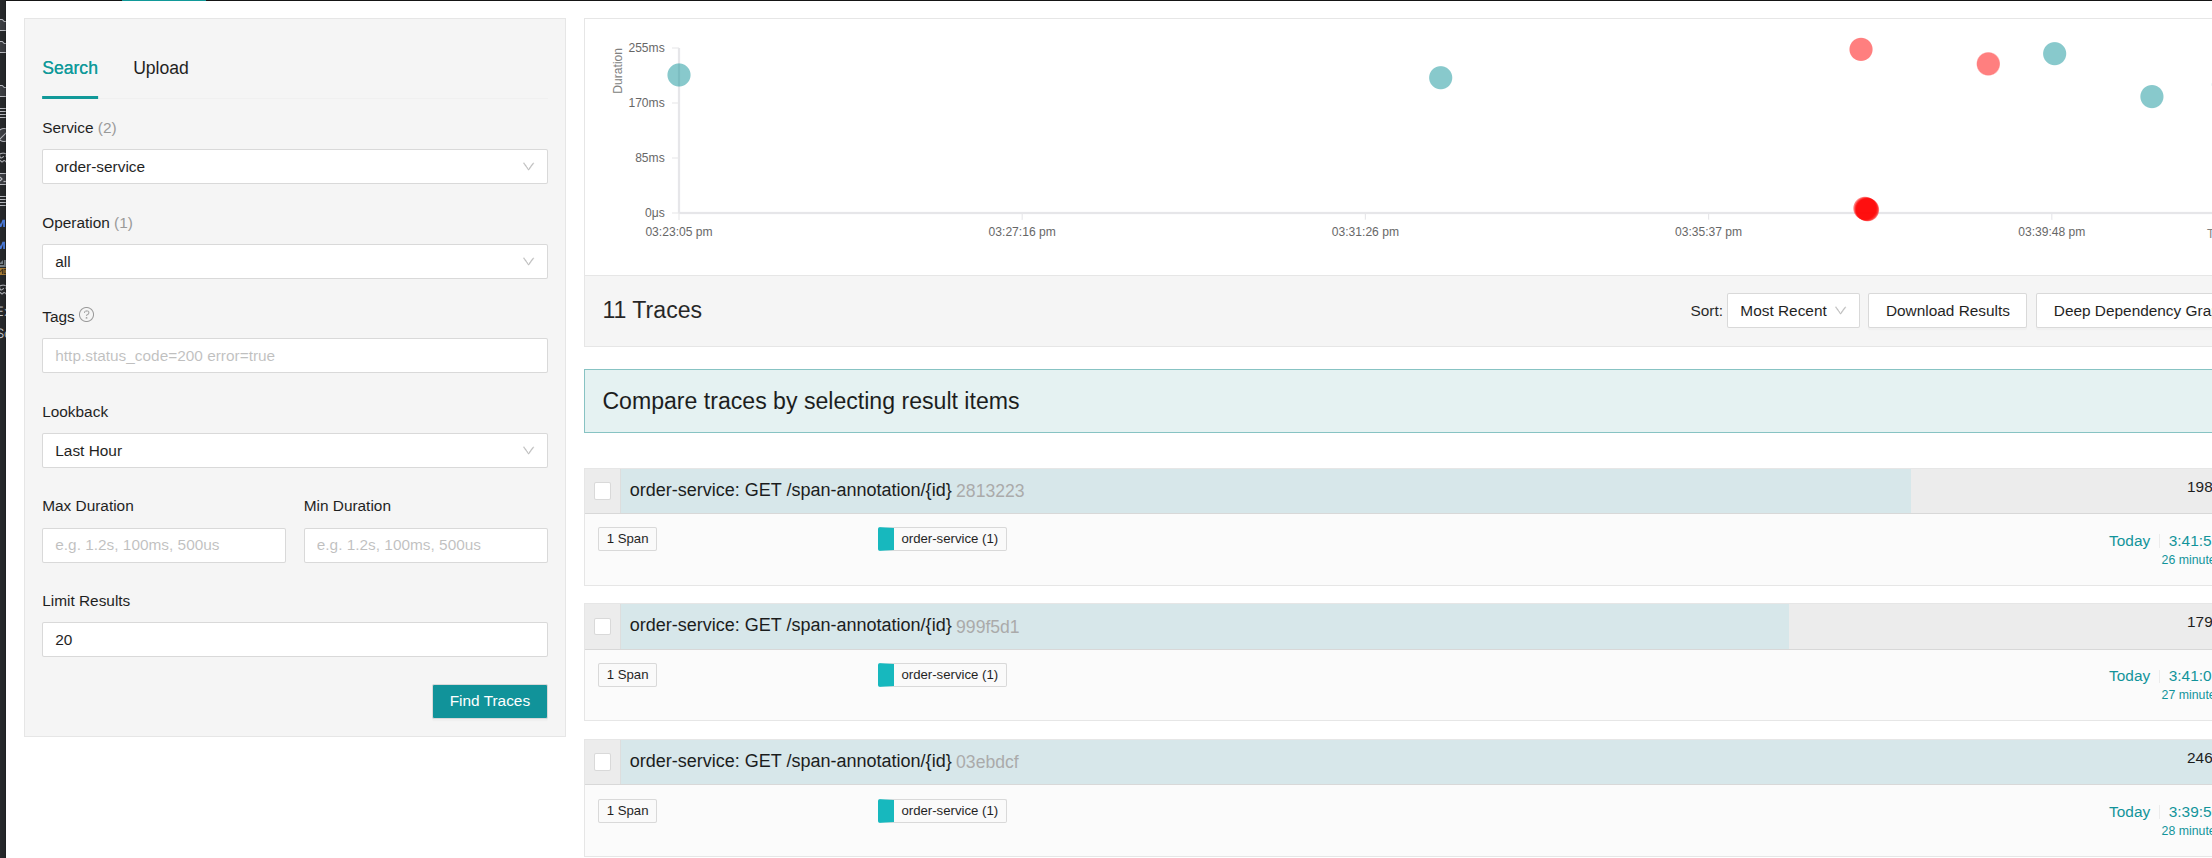 Search Upload
Service (2)
order-service
Operation (1)
all
Tags
http.status_code=200 error=true
Lookback
Last Hour
Max Duration Min Duration
e.g. 1.2s, 100ms, 500us e.g. 1.2s, 100ms, 500us
Limit Results
20
Find Traces
Duration
255ms
170ms
85ms
0μs
03:23:05 pm 03:27:16 pm 03:31:26 pm 03:35:37 pm 03:39:48 pm
11 Traces
Sort: Most Recent Download Results Deep Dependency Gra
Compare traces by selecting result items
order-service: GET /span-annotation/{id} 2813223 198
1 Span order-service (1) Today 3:41:5
26 minute
order-service: GET /span-annotation/{id} 999f5d1 179
1 Span order-service (1) Today 3:41:0
27 minute
order-service: GET /span-annotation/{id} 03ebdcf 246
1 Span order-service (1) Today 3:39:5
28 minute